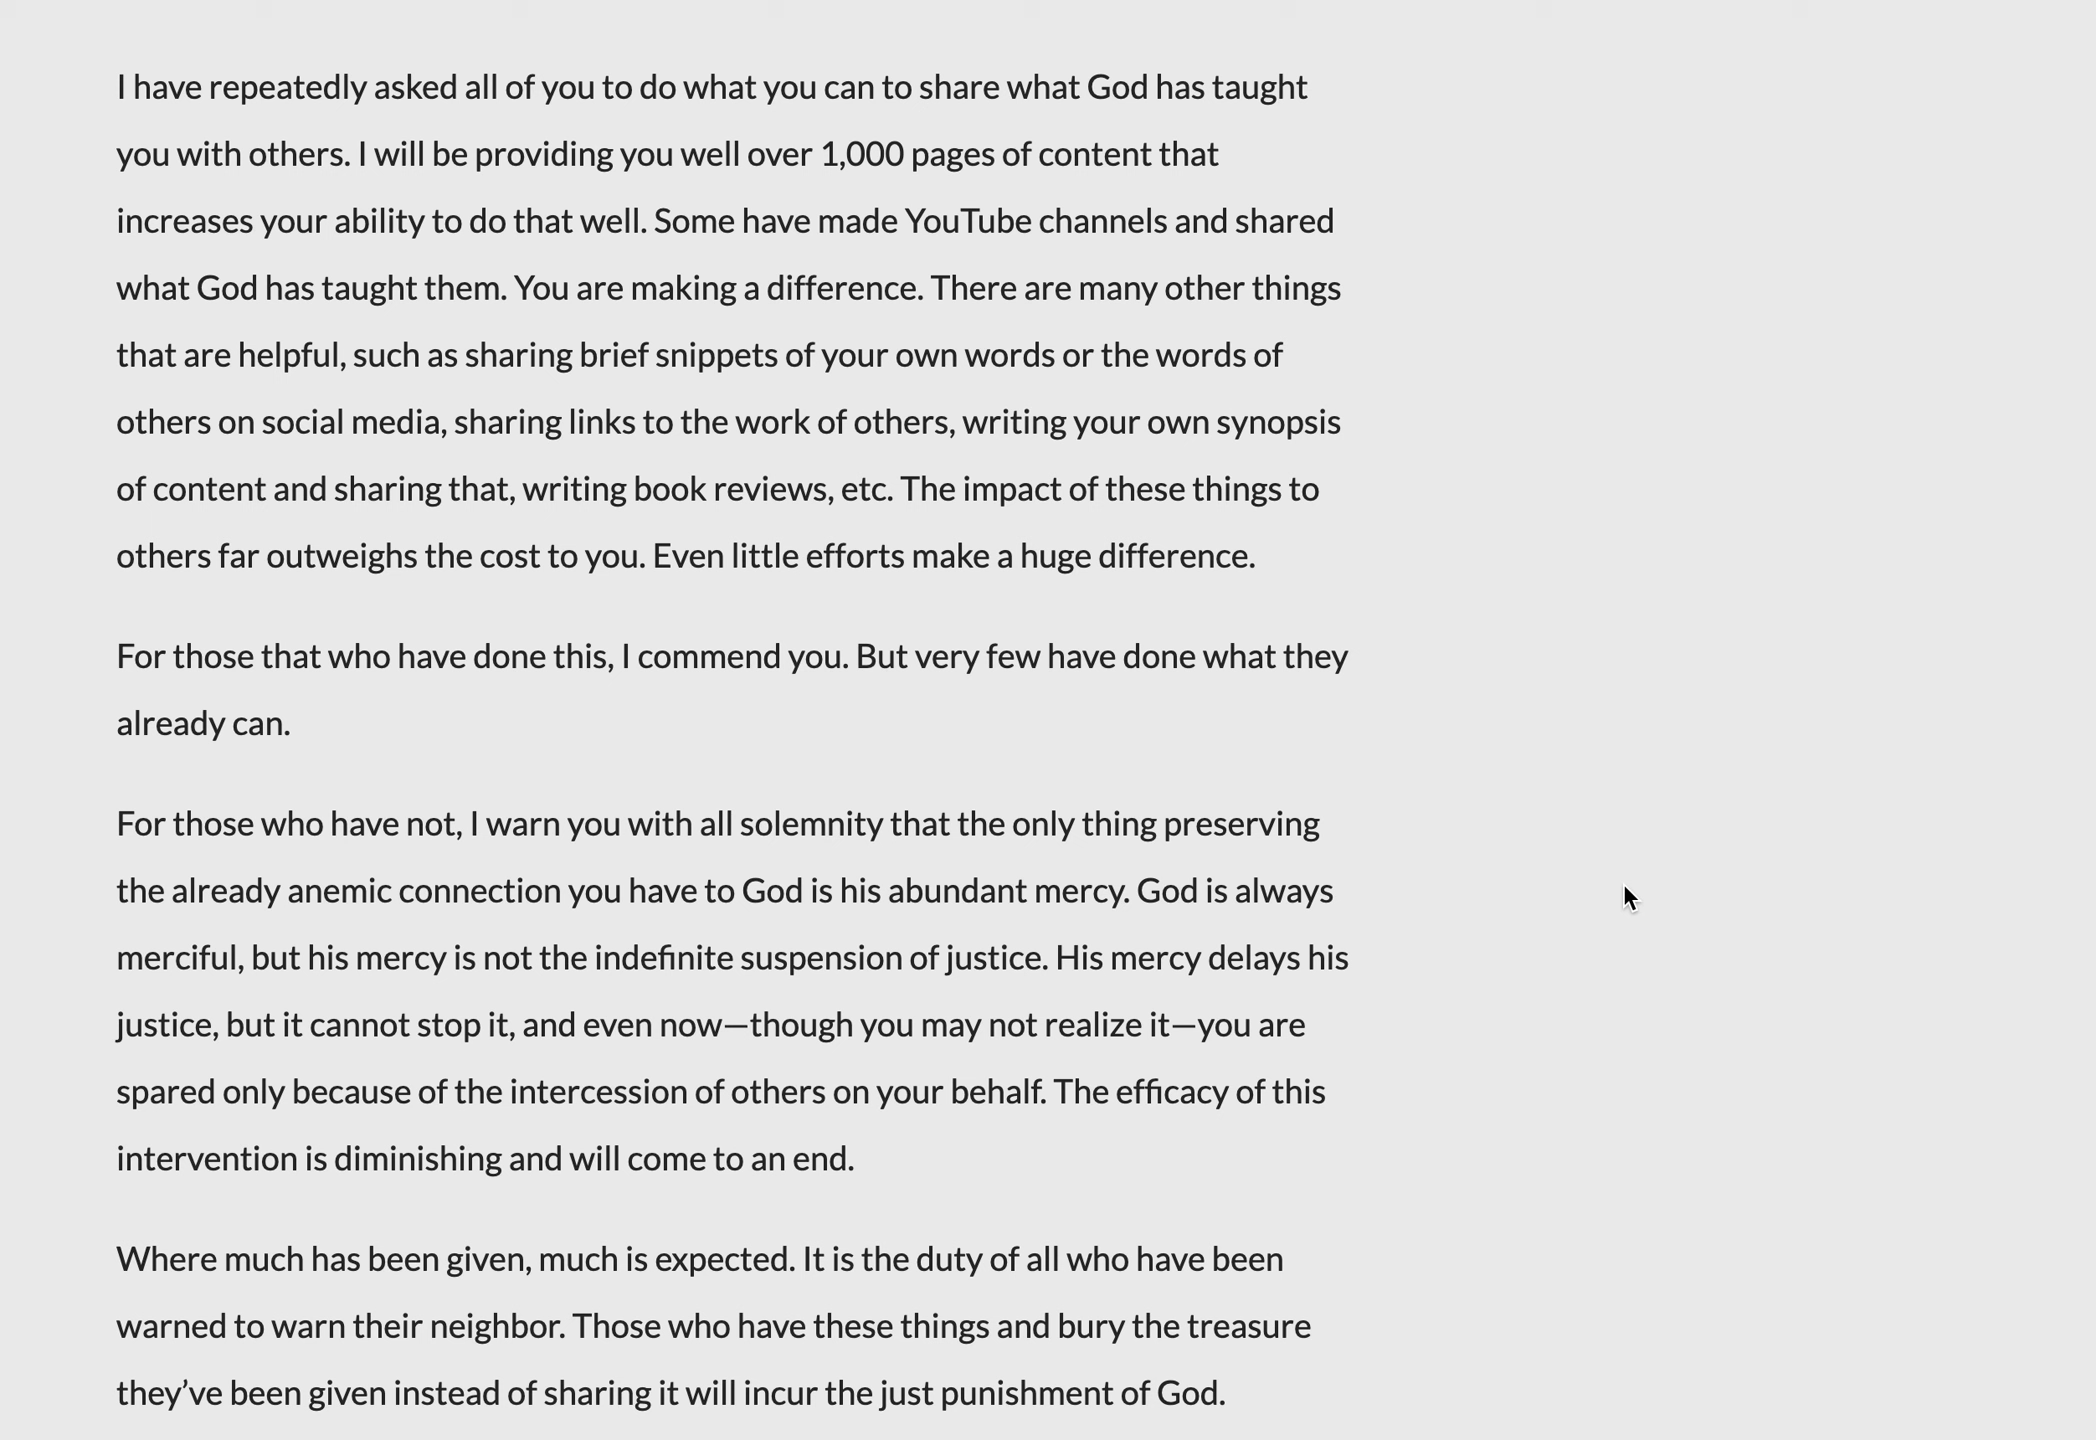 I have repeatedly asked all of you to do what you can to share what God has taught
you with others. I will be providing you well over 1,000 pages of content that
increases your ability to do that well. Some have made YouTube channels and shared
what God has taught them. You are making a difference. There are many other things
that are helpful, such as sharing brief snippets of your own words or the words of
others on social media, sharing links to the work of others, writing your own synopsis
of content and sharing that, writing book reviews, etc. The impact of these things to
others far outweighs the cost to you. Even little efforts make a huge difference.
For those that who have done this, I commend you. But very few have done what they
already can.
For those who have not, I warn you with all solemnity that the only thing preserving
the already anemic connection you have to God is his abundant mercy. God is always
merciful, but his mercy is not the indefinite suspension of justice. His mercy delays his
justice, but it cannot stop it, and even now—though you may not realize it—you are
spared only because of the intercession of others on your behalf. The efficacy of this
intervention is diminishing and will come to an end.
Where much has been given, much is expected. It is the duty of all who have been
warned to warn their neighbor. Those who have these things and bury the treasure
they’ve been given instead of sharing it will incur the just punishment of God.